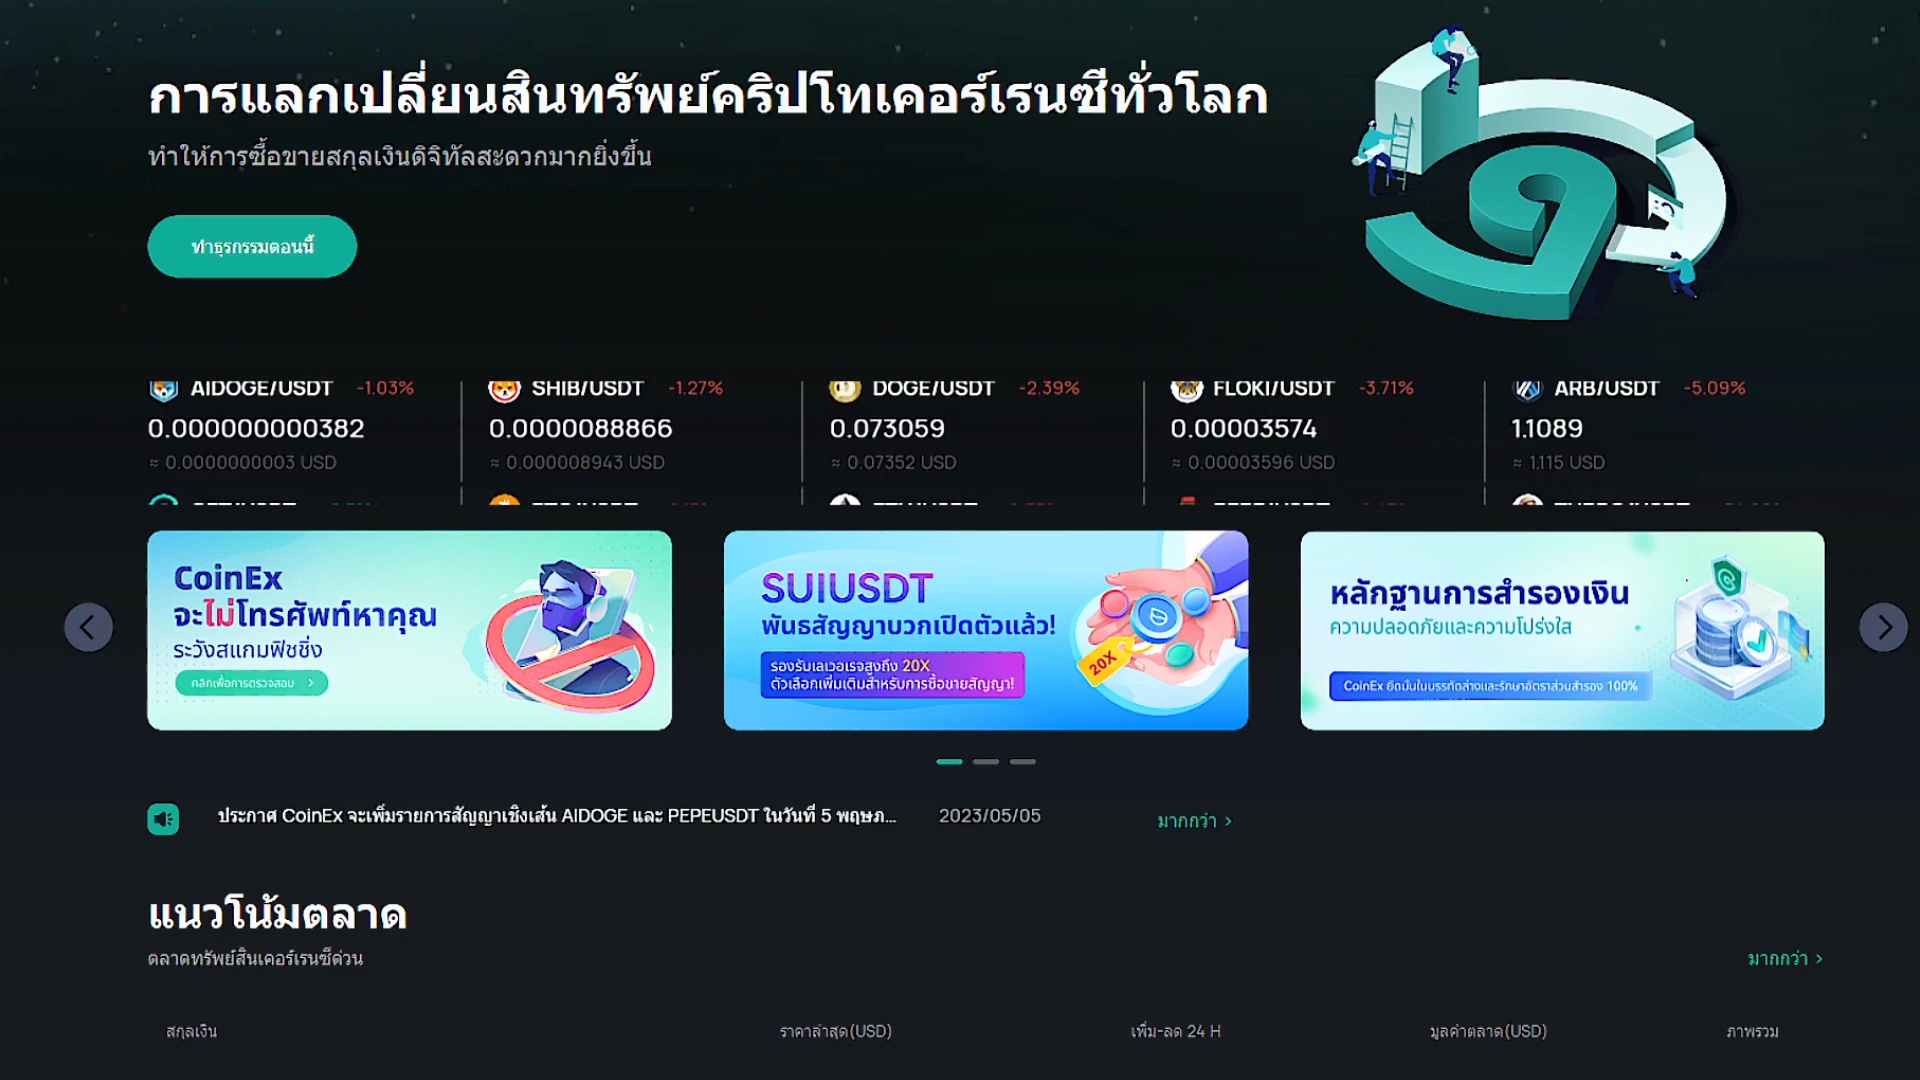 การแลกเปลี่ยนสินทรัพย์คริปโทเคอร์เรนซีทั่วโลก
ทำให้การซื้อขายสกุลเงินดิจิทัลสะดวกมากยิ่งขึ้น
ทำธุรกรรมตอนนี้
AIDOGE/USDT -1.03% SHIB/USDT -1.27% DOGE/USDT -2.39% FLOKI/USDT -3.71% ARB/USDT -5.09%
0.000000000382 0.0000088866 0.073059 0.00003574 1.1089
≈ 0.0000000003 USD ≈ 0.000008943 USD ≈ 0.07352 USD ≈ 0.00003596 USD ≈ 1.115 USD
CoinEx
จะไม่โทรศัพท์หาคุณ
ระวังสแกมฟิชชิ่ง
คลิกเพื่อการตรวจสอบ >
SUIUSDT
พันธสัญญาบวกเปิดตัวแล้ว!
รองรับเลเวอเรจสูงถึง 20X
ตัวเลือกเพิ่มเติมสำหรับการซื้อขายสัญญา!
20X
หลักฐานการสำรองเงิน
ความปลอดภัยและความโปร่งใส
CoinEx ยึดมั่นในบรรทัดล่างและรักษาอัตราส่วนสำรอง 100%
ประกาศ CoinEx จะเพิ่มรายการสัญญาเชิงเส้น AIDOGE และ PEPEUSDT ในวันที่ 5 พฤษภ... 2023/05/05 มากกว่า >
แนวโน้มตลาด
ตลาดทรัพย์สินเคอร์เรนซีด่วน มากกว่า >
สกุลเงิน ราคาล่าสุด(USD) เพิ่ม-ลด 24 H มูลค่าตลาด(USD) ภาพรวม